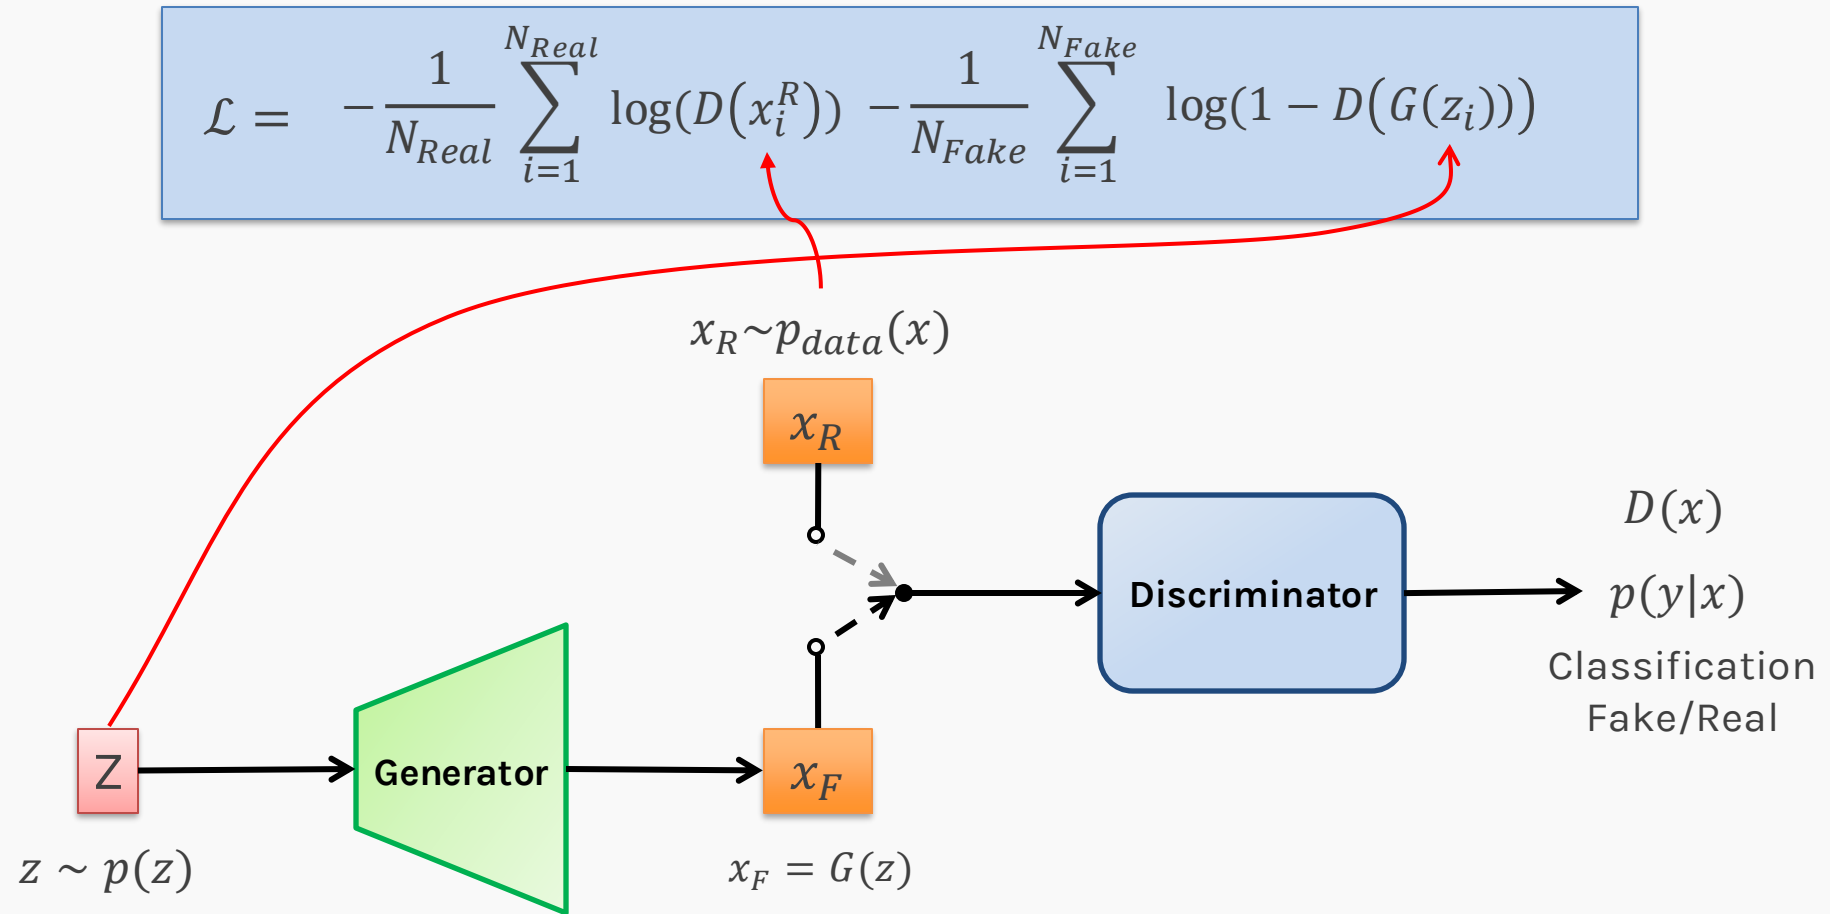 ℒ = −1/N_Real ∑_{i=1}^{N_Real} log(D(x_i^R)) −1/N_Fake ∑_{i=1}^{N_Fake} log(1 − D(G(z_i)))
x_R~p_data(x)
x_R
D(x)
Discriminator
p(y|x)
Classification
Fake/Real
Z
Generator
x_F
z ~ p(z)
x_F = G(z)